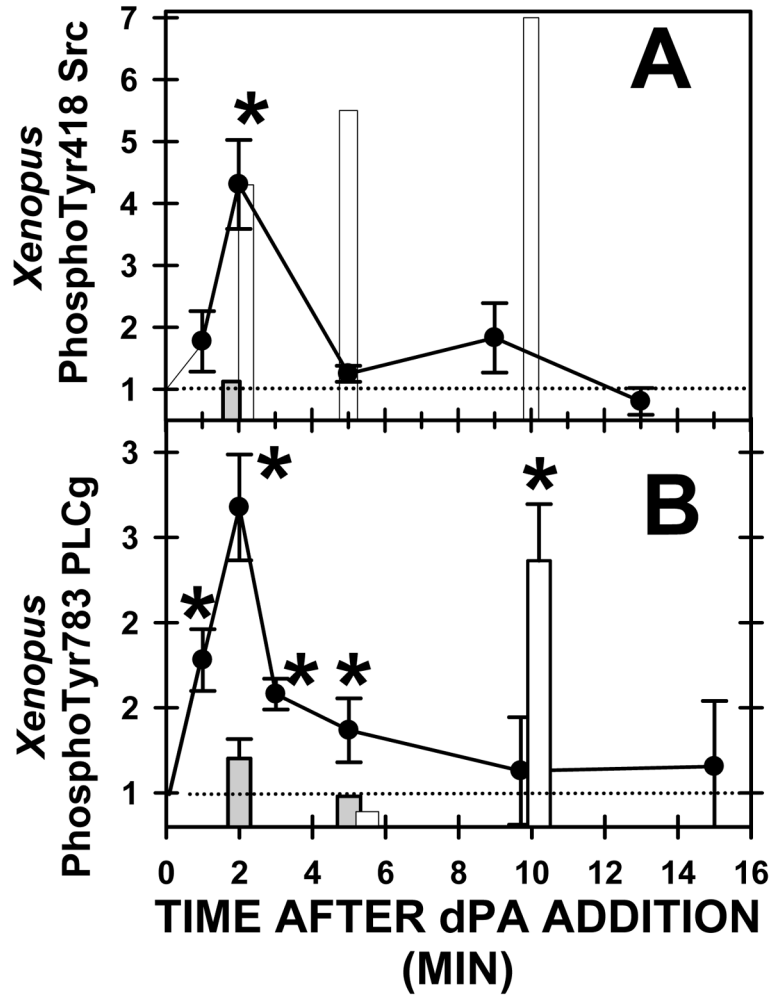 A
Xenopus
PhosphoTyr418 Src
7
6
5
4
3
2
1
*
B
Xenopus
PhosphoTyr783 PLCg
3
3
2
2
1
*
*
*
*
*
0 2 4 6 8 10 12 14 16
TIME AFTER dPA ADDITION
(MIN)